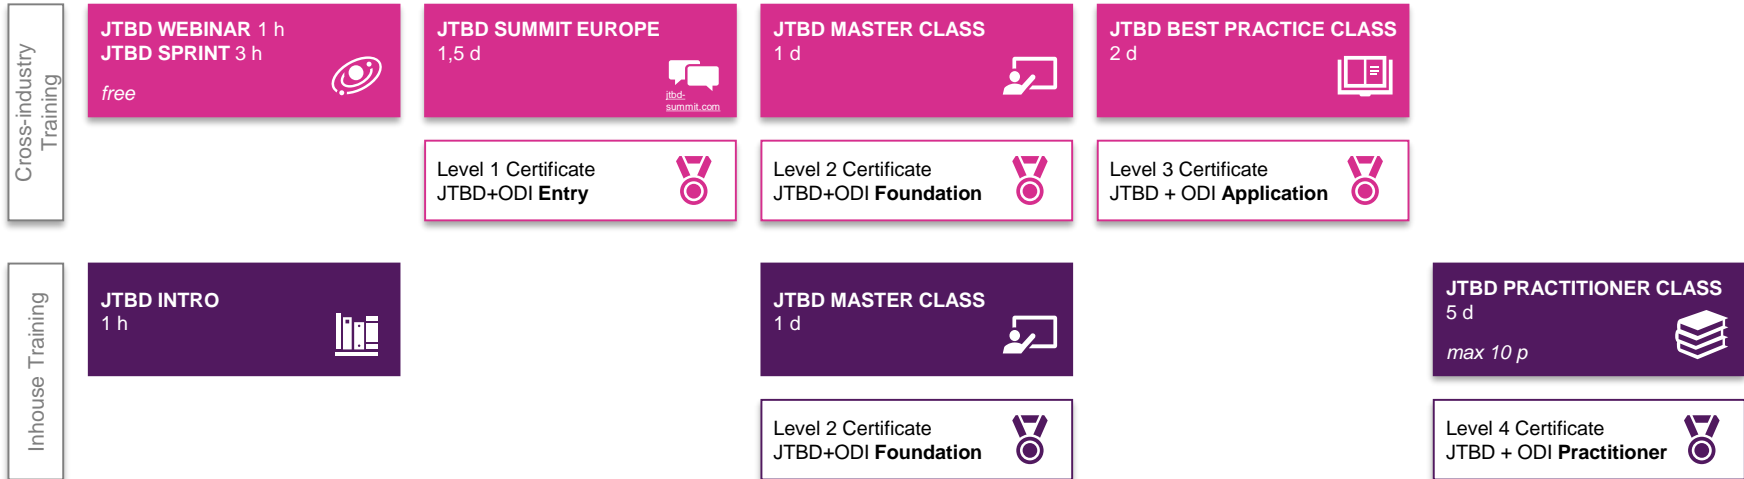 Cross-industry
Training
JTBD WEBINAR 1 h
JTBD SPRINT 3 h
free
JTBD SUMMIT EUROPE
1,5 d
jtbd-
summit.com
JTBD MASTER CLASS
1 d
JTBD BEST PRACTICE CLASS
2 d
Level 1 Certificate
JTBD+ODI Entry
Level 2 Certificate
JTBD+ODI Foundation
Level 3 Certificate
JTBD + ODI Application
Inhouse Training
JTBD INTRO
1 h
JTBD MASTER CLASS
1 d
JTBD PRACTITIONER CLASS
5 d
max 10 p
Level 2 Certificate
JTBD+ODI Foundation
Level 4 Certificate
JTBD + ODI Practitioner